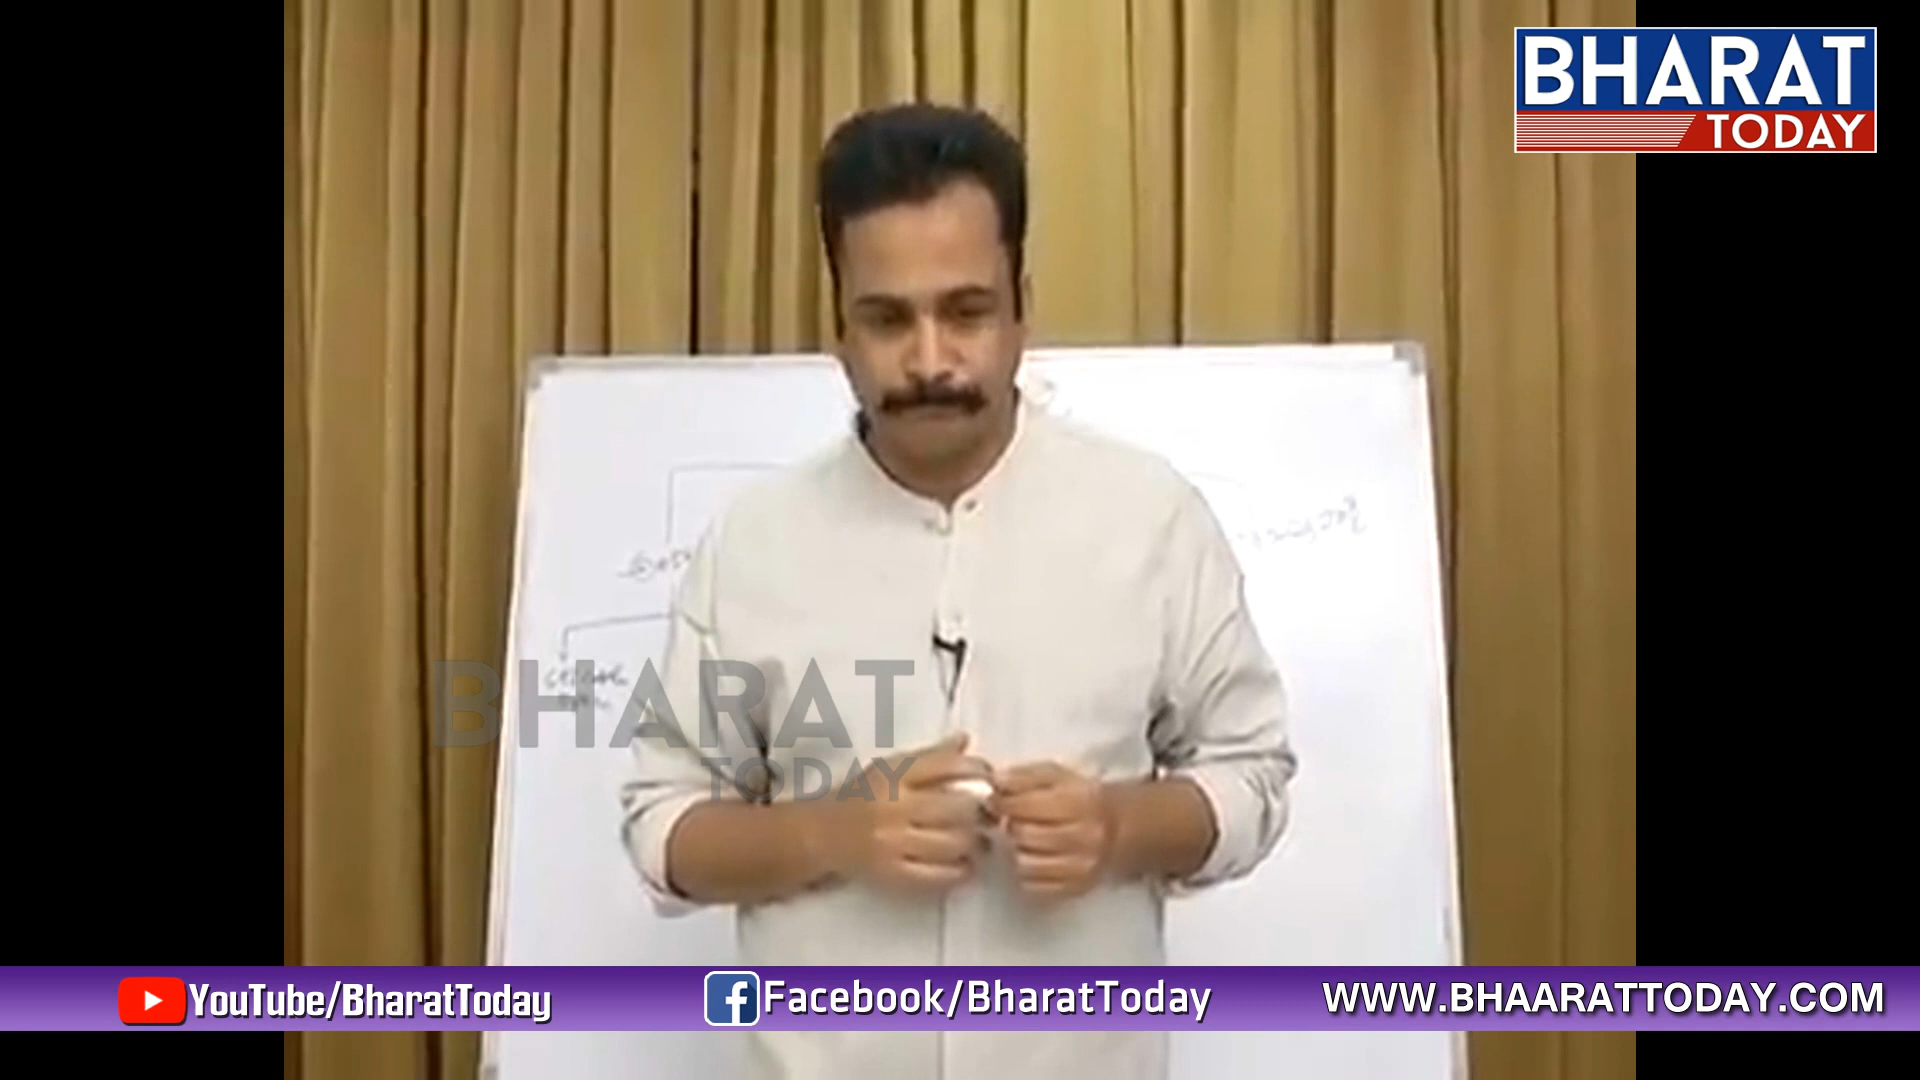 BHARAT
TODAY
BHARAT
TODAY
YouTube/BharatToday
Facebook/BharatToday
WWW.BHAARATTODAY.COM